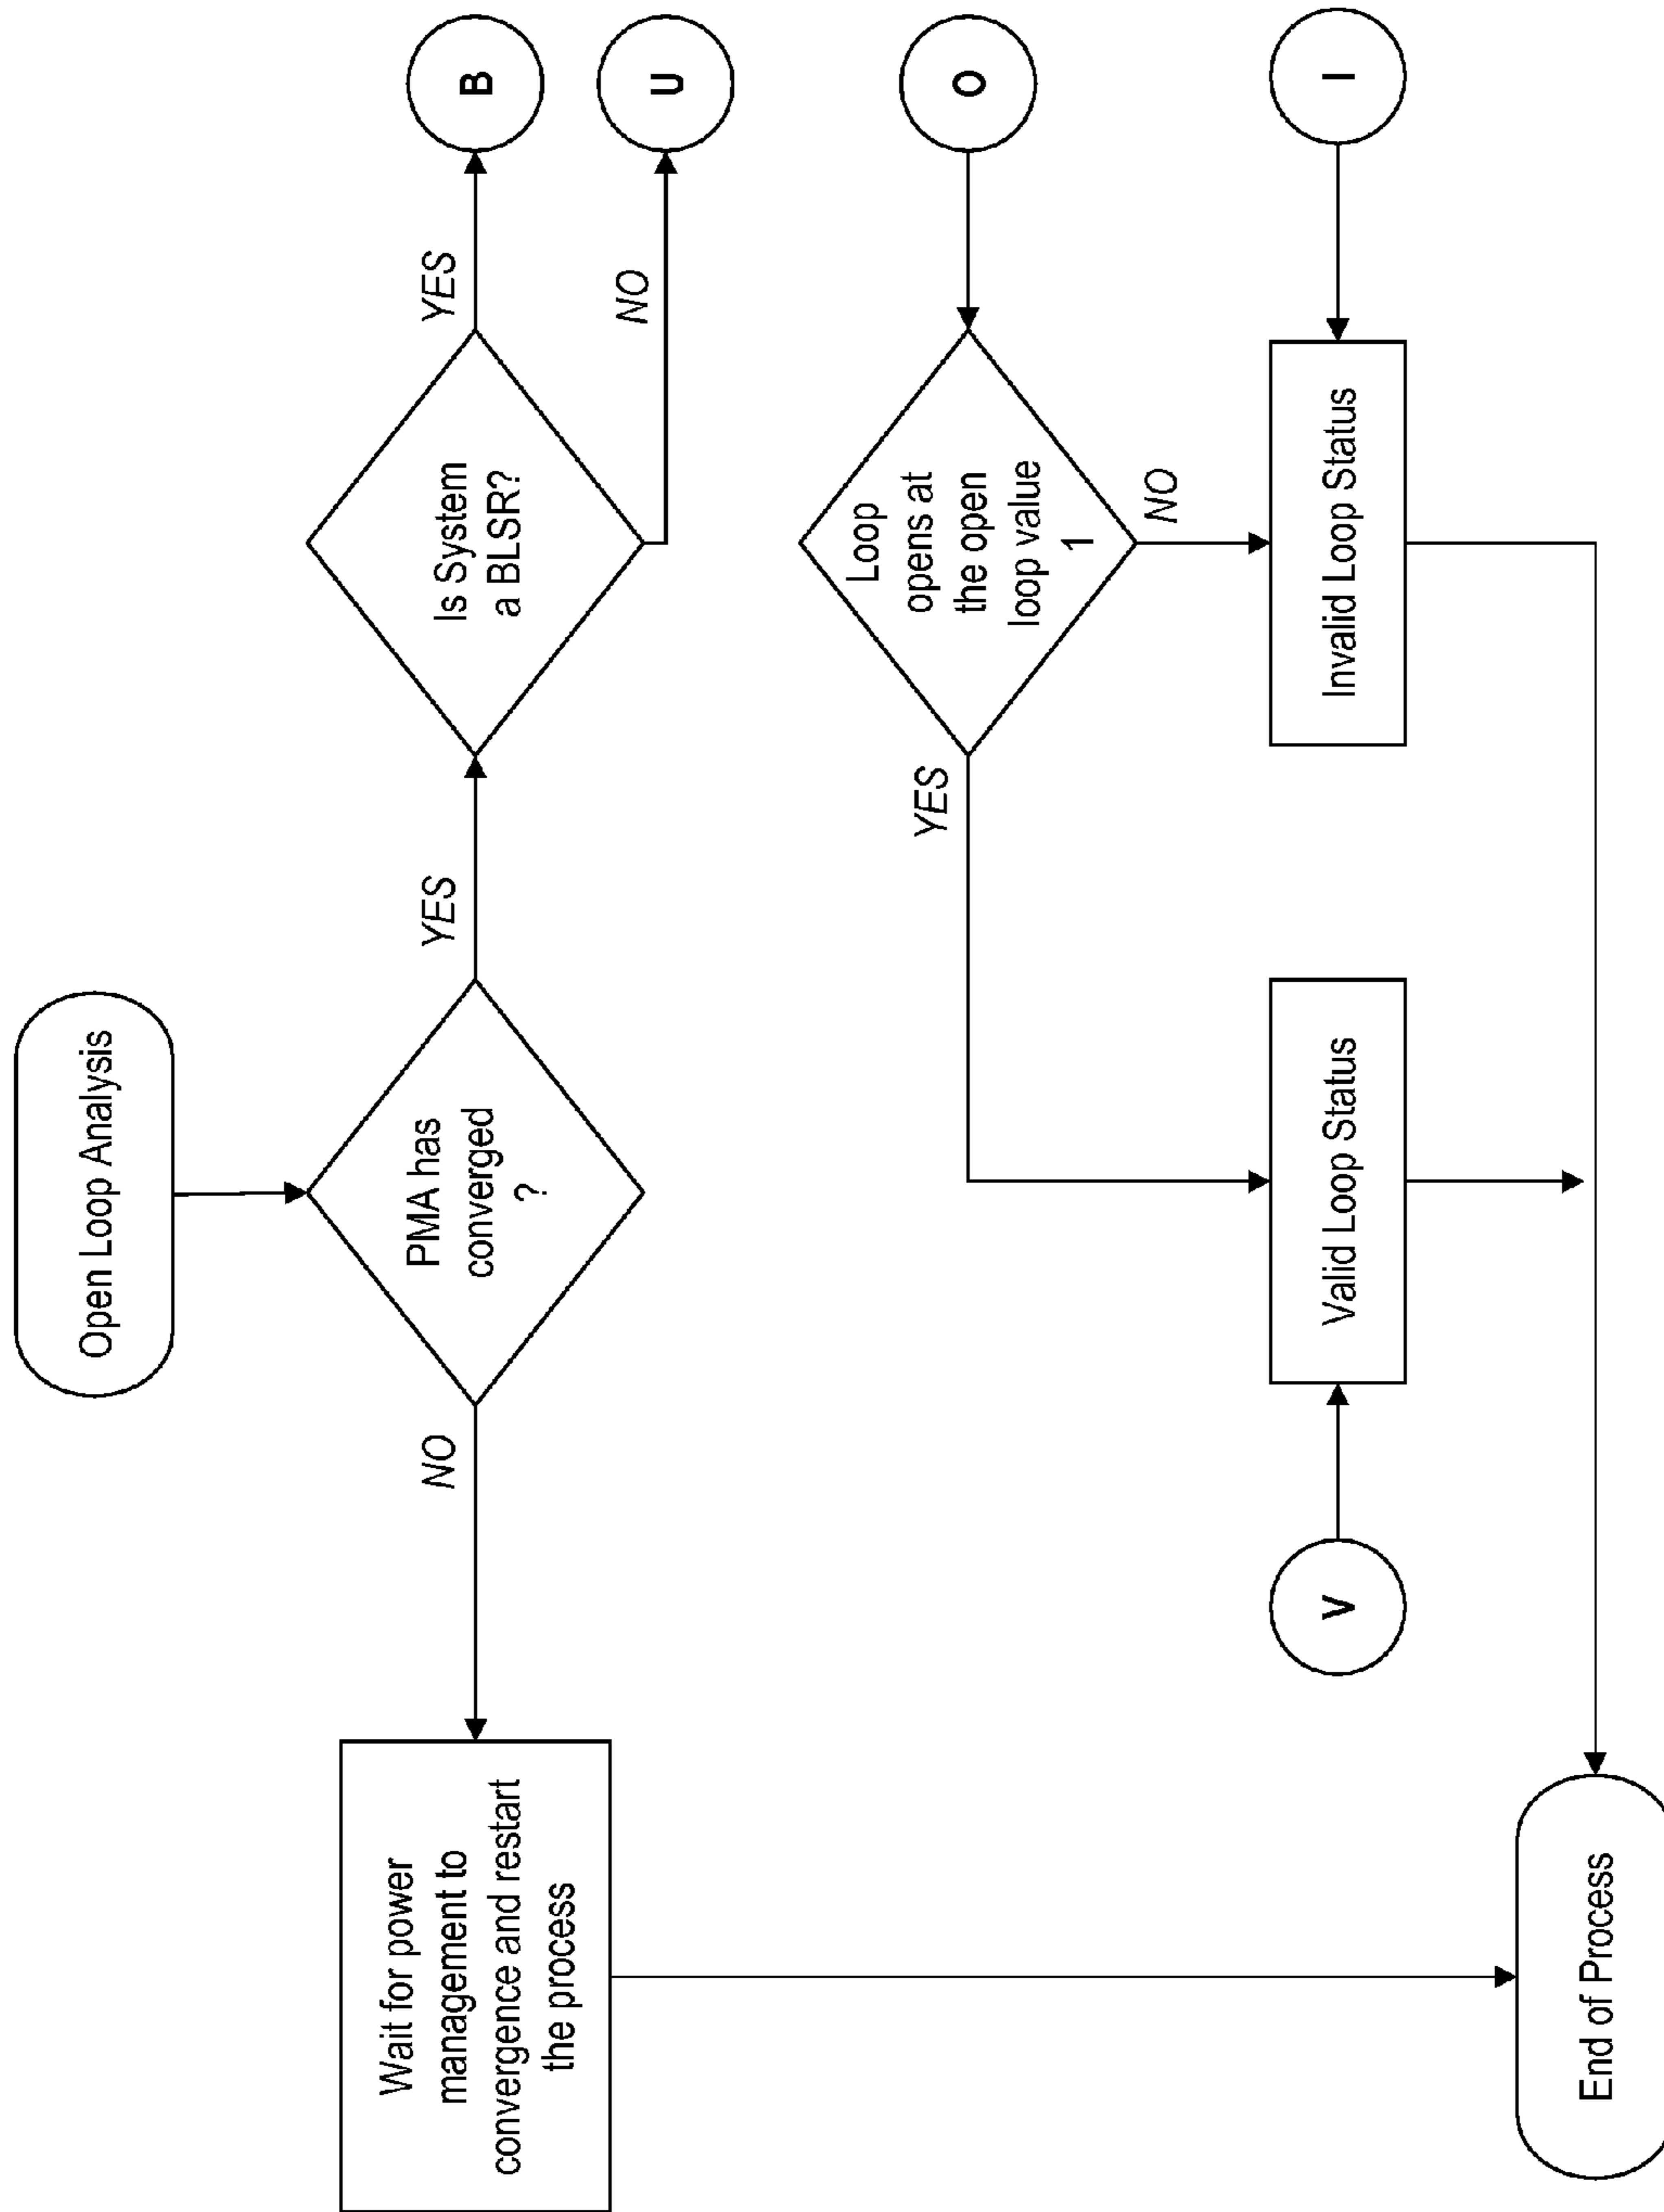 Open Loop Analysis
PMA has
converged
?
NO
YES
Wait for power
management to
convergence and restart
the process
Is System
a BLSR?
YES
B
NO
U
O
Loop
opens at
the open
loop value
1
YES
NO
V
Valid Loop Status
Invalid Loop Status
I
End of Process